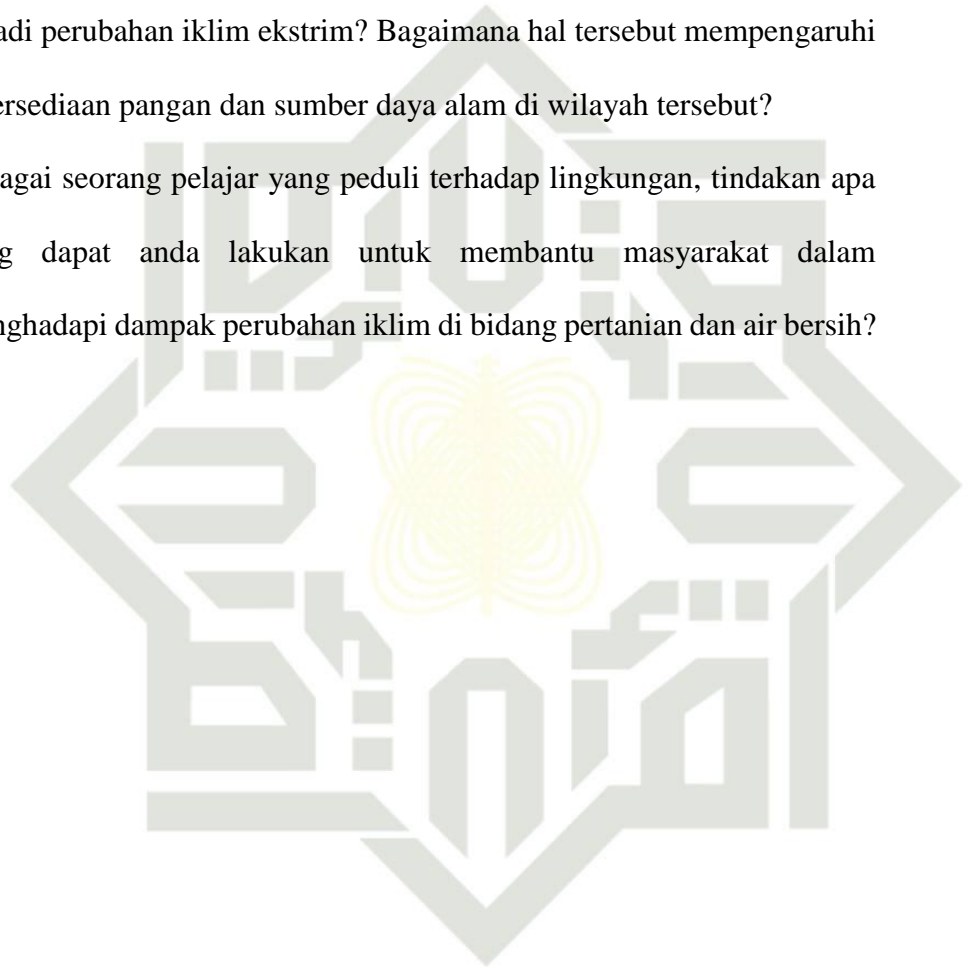 adi perubahan iklim ekstrim? Bagaimana hal tersebut mempengaruhi
ersediaan pangan dan sumber daya alam di wilayah tersebut?
agai seorang pelajar yang peduli terhadap lingkungan, tindakan apa
g dapat anda lakukan untuk membantu masyarakat dalam
nghadapi dampak perubahan iklim di bidang pertanian dan air bersih?